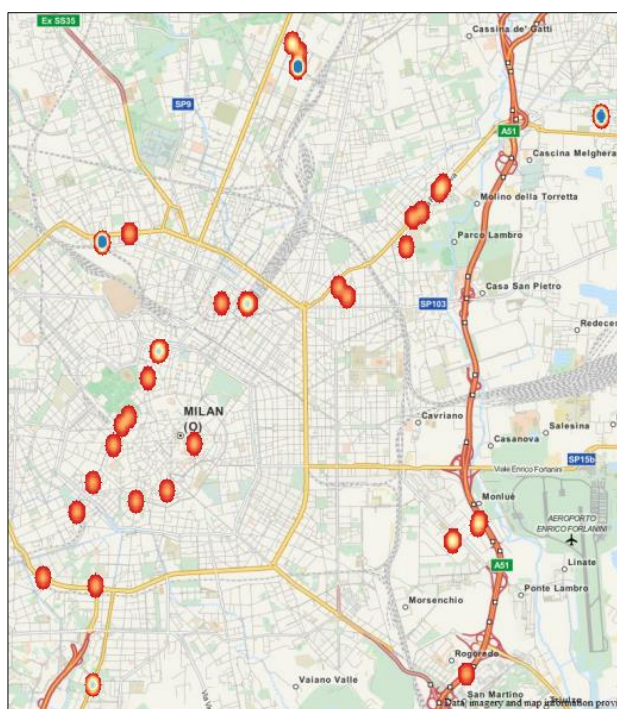 Ex SS35
Cassina de' Gatti
SP9
A51
Cascina Melghera
Molino della Torretta
Parco Lambro
Casa San Pietro
SP103
Redeces
MILAN
(O)
Cavriano
Salesina
Casanova
SP15b
Viale Enrico Forlanini
Monluè
AEROPORTO
ENRICO FORLANINI
A51
Linate
Ponte Lambro
Morsenchio
Rogoredo
Vaiano Valle
San Martino
Data, imagery and map information provi